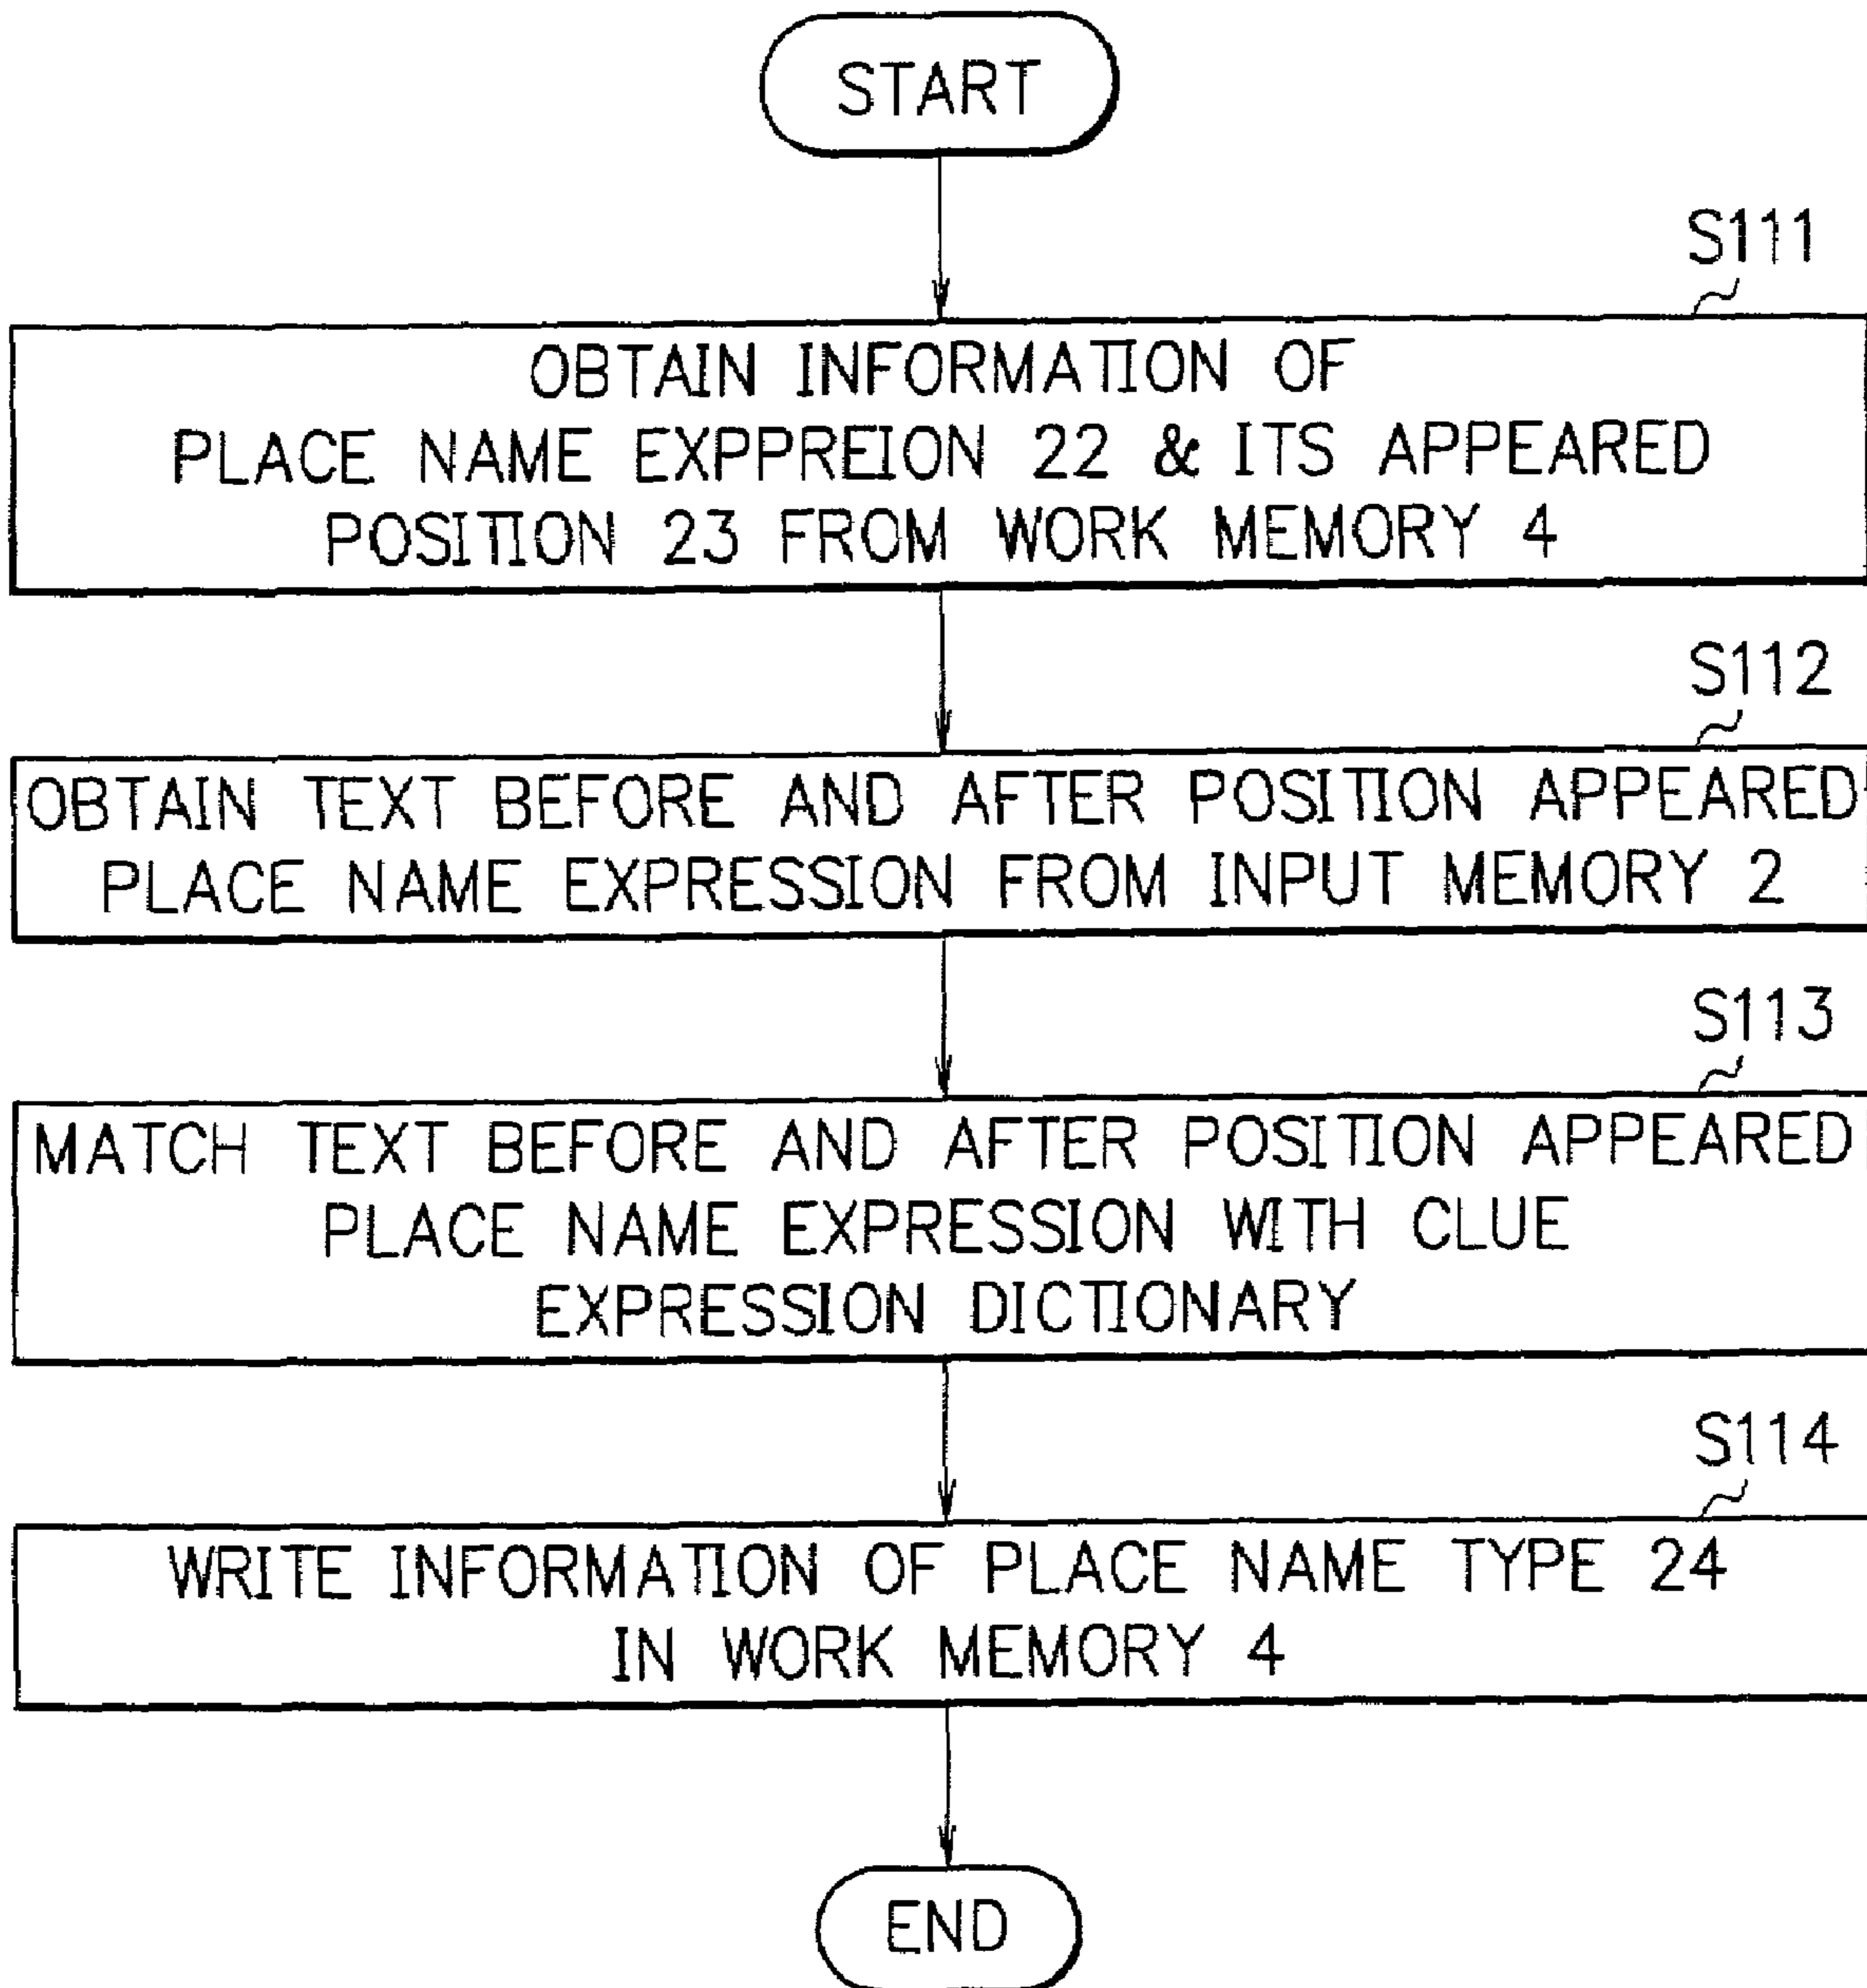 START
S111
OBTAIN INFORMATION OF
PLACE NAME EXPPREION 22 & ITS APPEARED
POSITION 23 FROM WORK MEMORY 4
S112
OBTAIN TEXT BEFORE AND AFTER POSITION APPEARED
PLACE NAME EXPRESSION FROM INPUT MEMORY 2
S113
MATCH TEXT BEFORE AND AFTER POSITION APPEARED
PLACE NAME EXPRESSION WITH CLUE
EXPRESSION DICTIONARY
S114
WRITE INFORMATION OF PLACE NAME TYPE 24
IN WORK MEMORY 4
END